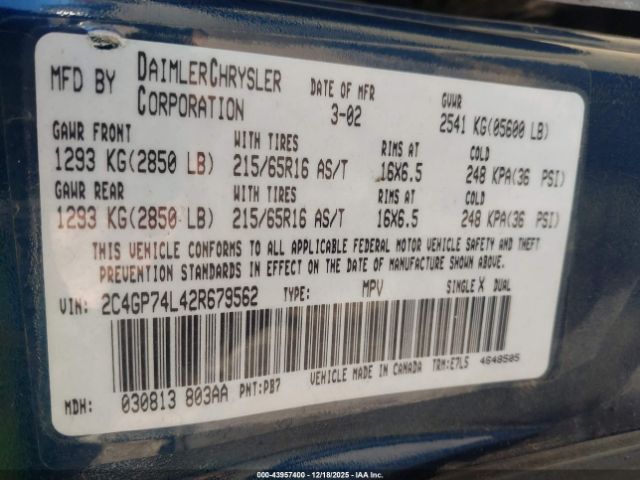 MFD BY DAIMLERCHRYSLER CORPORATION DATE OF MFR 3-02 GVWR 2541 KG(05600 LB)
GAWR FRONT WITH TIRES RIMS AT COLD
1293 KG(2850 LB) 215/65R16 AS/T 16X6.5 248 KPA(36 PSI)
GAWR REAR WITH TIRES RIMS AT COLD
1293 KG(2850 LB) 215/65R16 AS/T 16X6.5 248 KPA(36 PSI)
THIS VEHICLE CONFORMS TO ALL APPLICABLE FEDERAL MOTOR VEHICLE SAFETY AND THEFT
PREVENTION STANDARDS IN EFFECT ON THE DATE OF MANUFACTURE SHOWN ABOVE.
VIN: 2C4GP74L42R679562 TYPE: MPV SINGLE X DUAL
MDH: 030813 803AA PNT:PB7 VEHICLE MADE IN CANADA TRM:E7L5 4648505
000-43957400 - 12/18/2025 - IAA Inc.